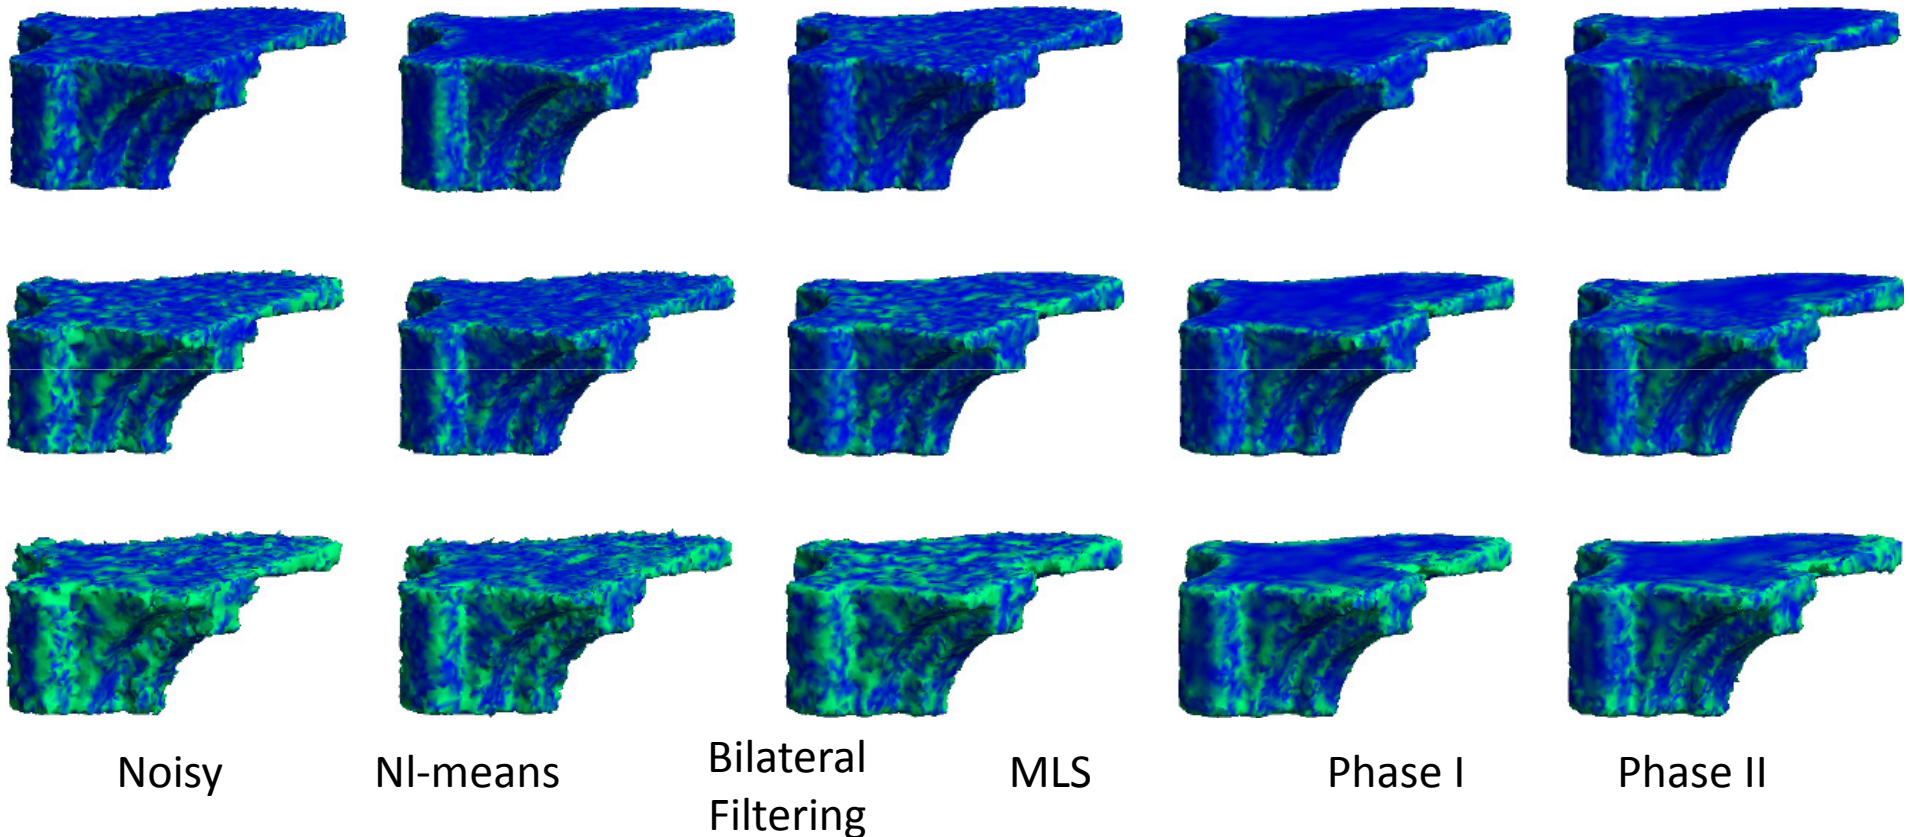 Noisy
Nl-means
Bilateral
Filtering
MLS
Phase I
Phase II